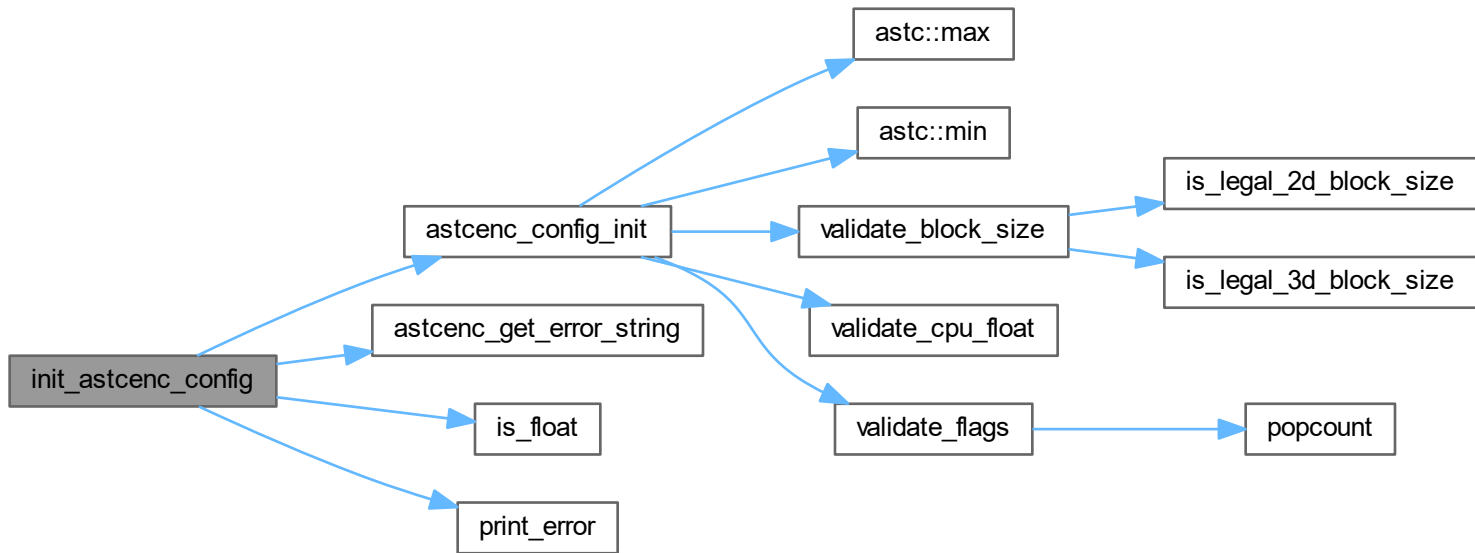 astc::max
astc::min
is_legal_2d_block_size
astcenc_config_init
validate_block_size
is_legal_3d_block_size
astcenc_get_error_string
validate_cpu_float
init_astcenc_config
is_float
validate_flags
popcount
print_error